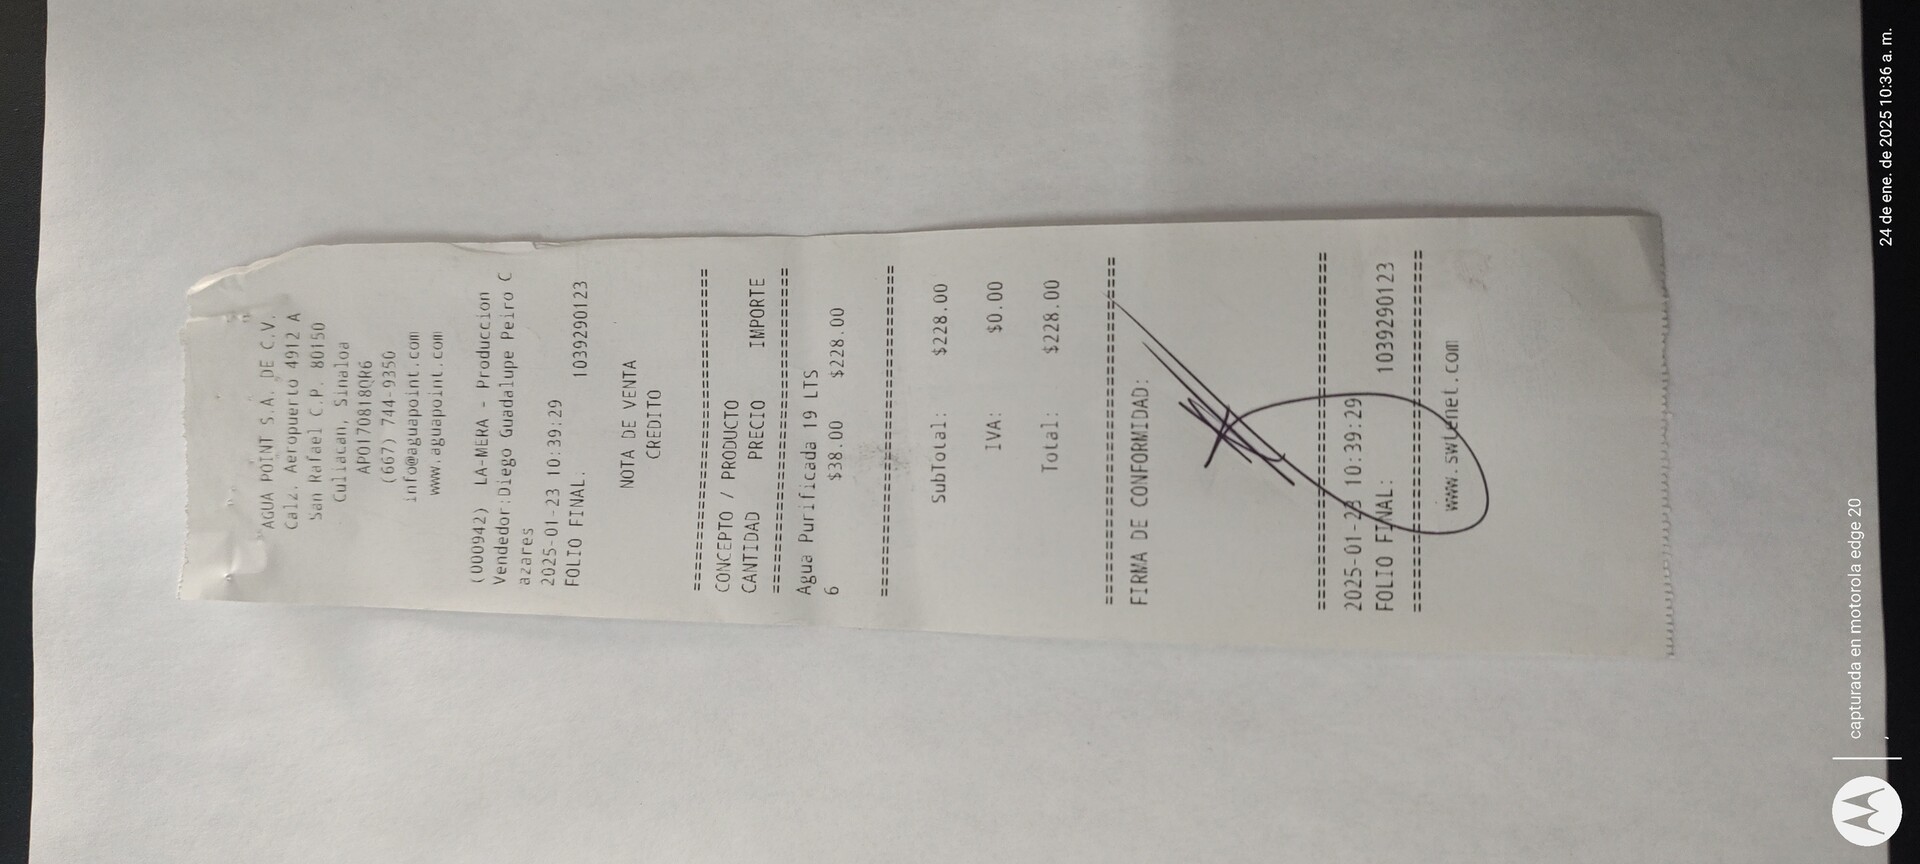 AGUA POINT S.A. DE C.V.
Calz. Aeropuerto 4912 A
San Rafael C.P. 80150
Culiacan, Sinaloa
APO170818QR6
(667) 744-9350
info@aguapoint.com
www.aguapoint.com
(000942) LA-MERA - Produccion
Vendedor:Diego Guadalupe Peiro C
azares
2025-01-23 10:39:29
FOLIO FINAL. 1039290123
NOTA DE VENTA
CREDITO
================================
CONCEPTO / PRODUCTO
CANTIDAD PRECIO IMPORTE
================================
Agua Purificada 19 LTS
6 $38.00 $228.00
================================
SubTotal: $228.00
IVA: $0.00
Total: $228.00
================================
FIRMA DE CONFORMIDAD:
================================
2025-01-23 10:39:29
FOLIO FINAL: 1039290123
================================
www.swtenet.com
capturada en motorola edge 20
24 de ene. de 2025 10:36 a. m.